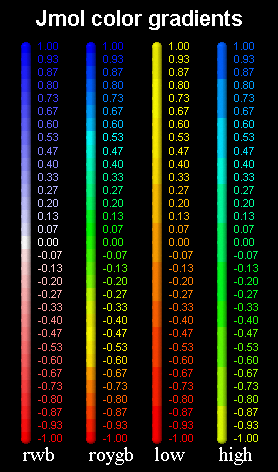 Jmol color gradients
1.00 1.00 1.00 1.00
0.93 0.93 0.93 0.93
0.87 0.87 0.87 0.87
0.80 0.80 0.80 0.80
0.73 0.73 0.73 0.73
0.67 0.67 0.67 0.67
0.60 0.60 0.60 0.60
0.53 0.53 0.53 0.53
0.47 0.47 0.47 0.47
0.40 0.40 0.40 0.40
0.33 0.33 0.33 0.33
0.27 0.27 0.27 0.27
0.20 0.20 0.20 0.20
0.13 0.13 0.13 0.13
0.07 0.07 0.07 0.07
0.00 0.00 0.00 0.00
-0.07 -0.07 -0.07 -0.07
-0.13 -0.13 -0.13 -0.13
-0.20 -0.20 -0.20 -0.20
-0.27 -0.27 -0.27 -0.27
-0.33 -0.33 -0.33 -0.33
-0.40 -0.40 -0.40 -0.40
-0.47 -0.47 -0.47 -0.47
-0.53 -0.53 -0.53 -0.53
-0.60 -0.60 -0.60 -0.60
-0.67 -0.67 -0.67 -0.67
-0.73 -0.73 -0.73 -0.73
-0.80 -0.80 -0.80 -0.80
-0.87 -0.87 -0.87 -0.87
-0.93 -0.93 -0.93 -0.93
-1.00 -1.00 -1.00 -1.00
rwb roygb low high